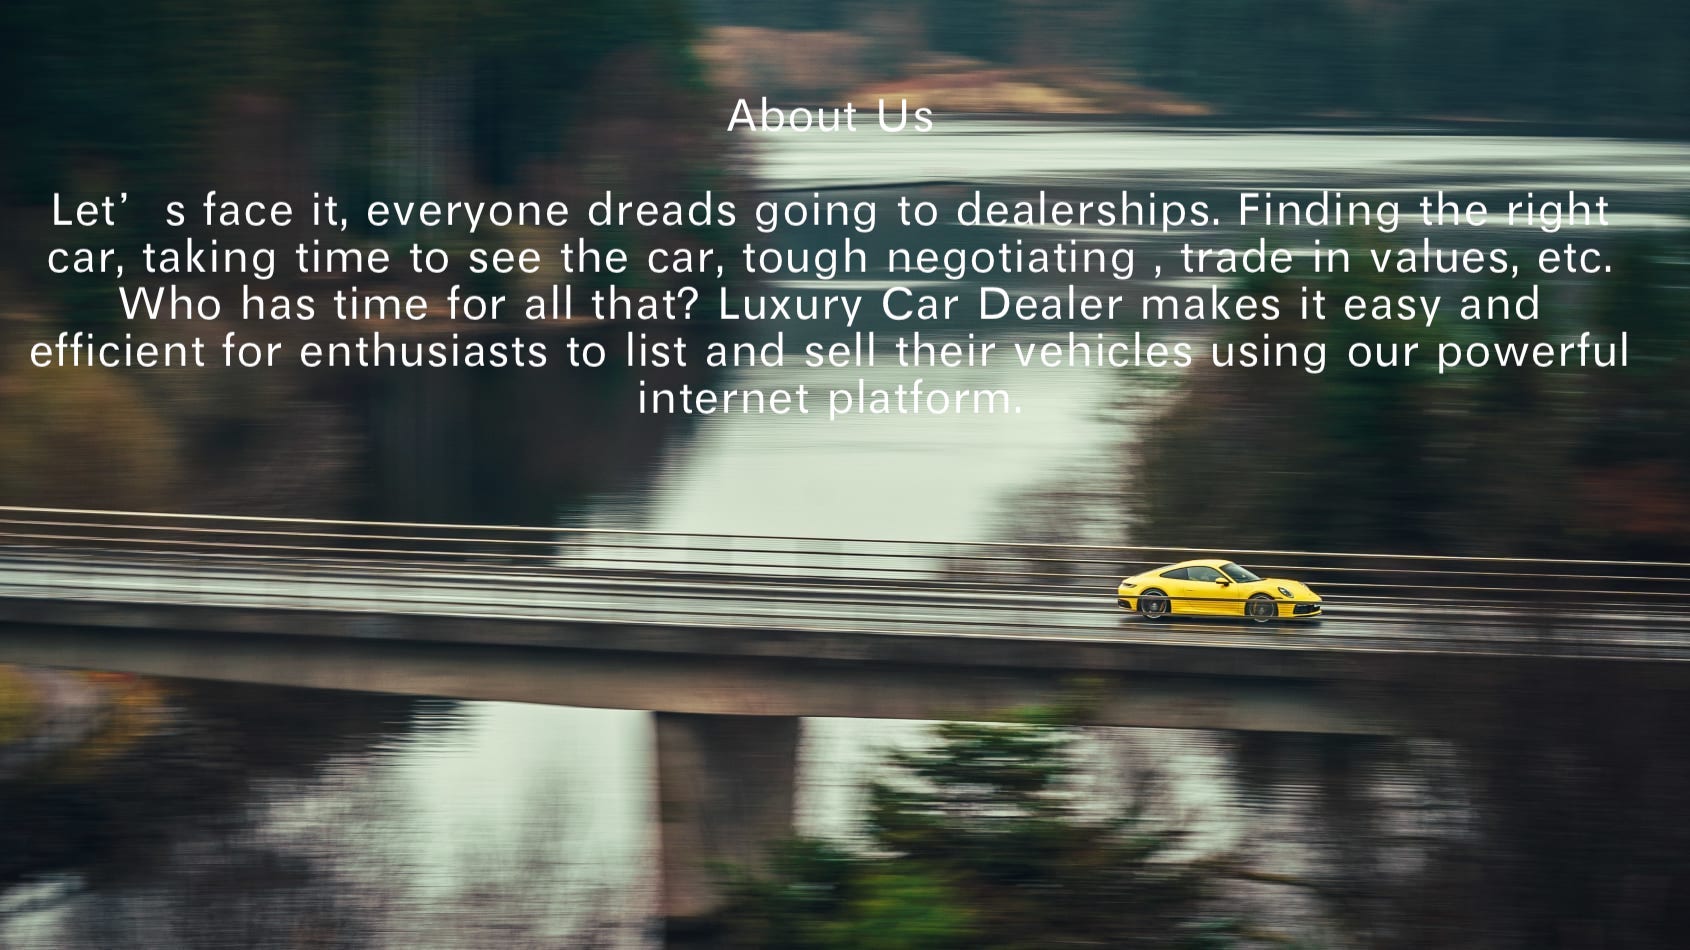 About Us
Let’ s face it, everyone dreads going to dealerships. Finding the right
car, taking time to see the car, tough negotiating , trade in values, etc.
Who has time for all that? Luxury Car Dealer makes it easy and
efficient for enthusiasts to list and sell their vehicles using our powerful
internet platform.